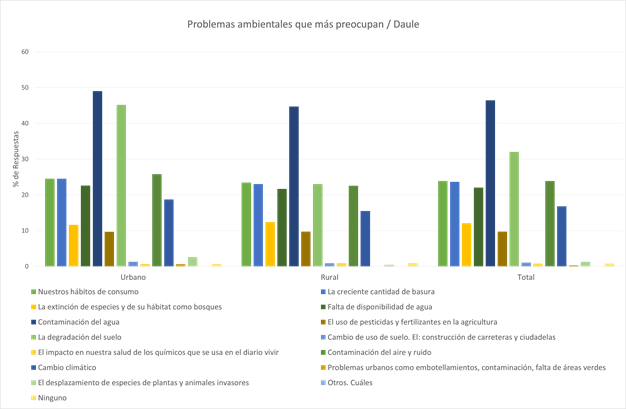 Problemas ambientales que más preocupan / Daule
60
50
40
30
20
10
0
% de Respuestas
Urbano Rural Total
Nuestros hábitos de consumo La creciente cantidad de basura
La extinción de especies y de su hábitat como bosques Falta de disponibilidad de agua
Contaminación del agua El uso de pesticidas y fertilizantes en la agricultura
La degradación del suelo Cambio de uso de suelo. El: construcción de carreteras y ciudadelas
El impacto en nuestra salud de los químicos que se usa en el diario vivir Contaminación del aire y ruido
Cambio climático Problemas urbanos como embotellamientos, contaminación, falta de áreas verdes
El desplazamiento de especies de plantas y animales invasores Otros. Cuáles
Ninguno